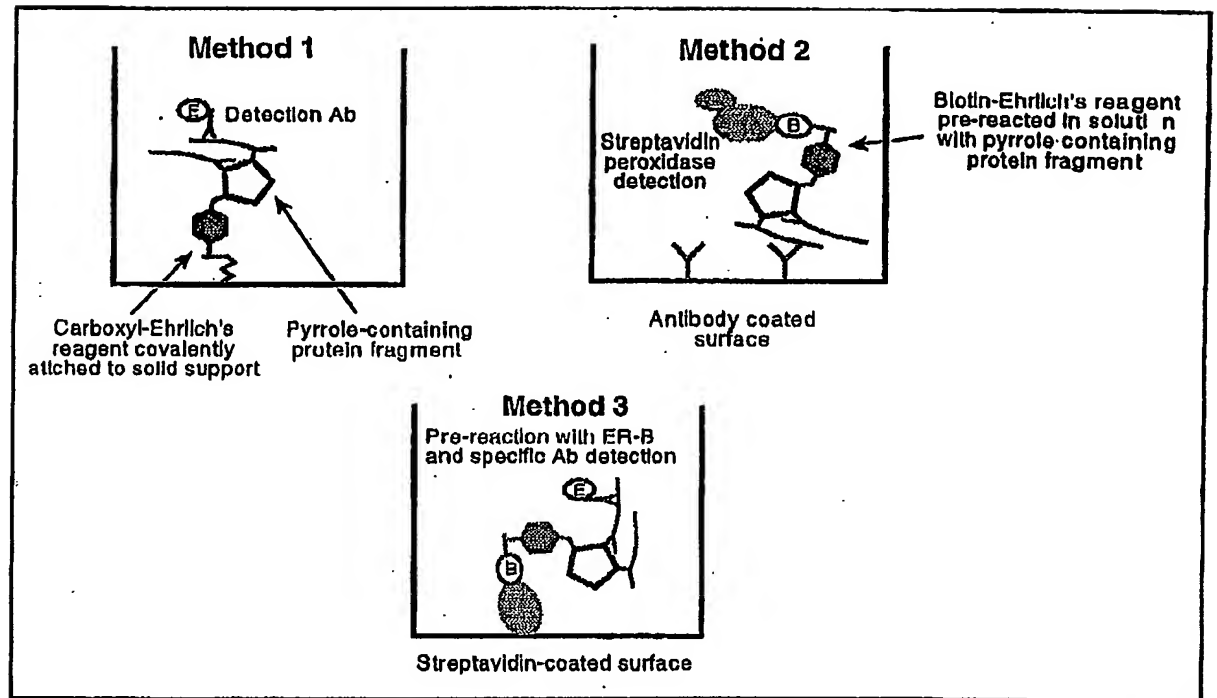 Method 1
E
Detection Ab
Carboxyl-Ehrlich's
reagent covalently
attched to solid support
Pyrrole-containing
protein fragment
Method 2
B
Streptavidin
peroxidase
detection
Biotin-Ehrlich's reagent
pre-reacted in soluti n
with pyrrole-containing
protein fragment
Antibody coated
surface
Method 3
Pre-reaction with ER-B
and specific Ab detection
E
B
Streptavidin-coated surface